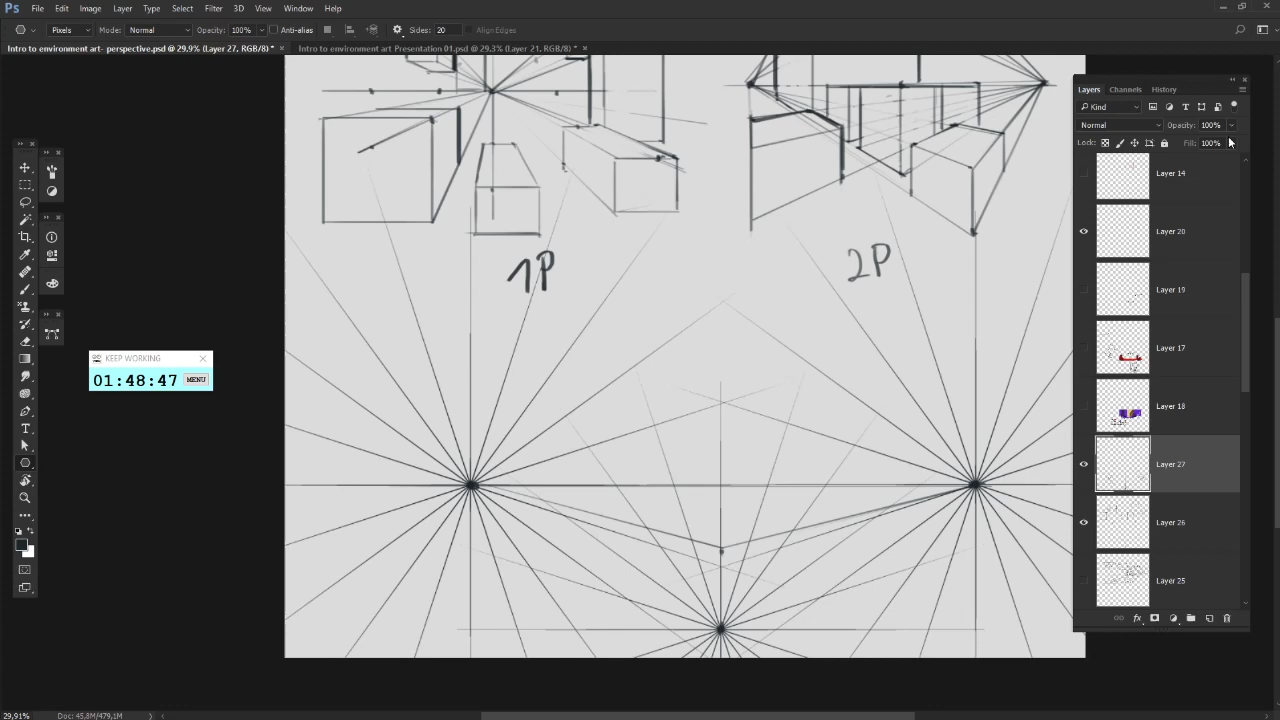 Ps File Edit Image Layer Type Select Filter 3D View Window Help
Pixels Mode: Normal Opacity: 100% Anti-alias Sides: 20 Align Edges
Intro to environment art- perspective.psd @ 29,9% (Layer 27, RGB/8) * × Intro to environment art Presentation 01.psd @ 29,3% (Layer 21, RGB/8) * ×
Layers Channels History
Kind
Normal Opacity: 100%
Lock: Fill: 100%
Layer 14
Layer 20
Layer 19
Layer 17
Layer 18
Layer 27
Layer 26
Layer 25
1P
2P
KEEP WORKING
01:48:47 MENU
29,91% Doc: 45,8M/479,1M